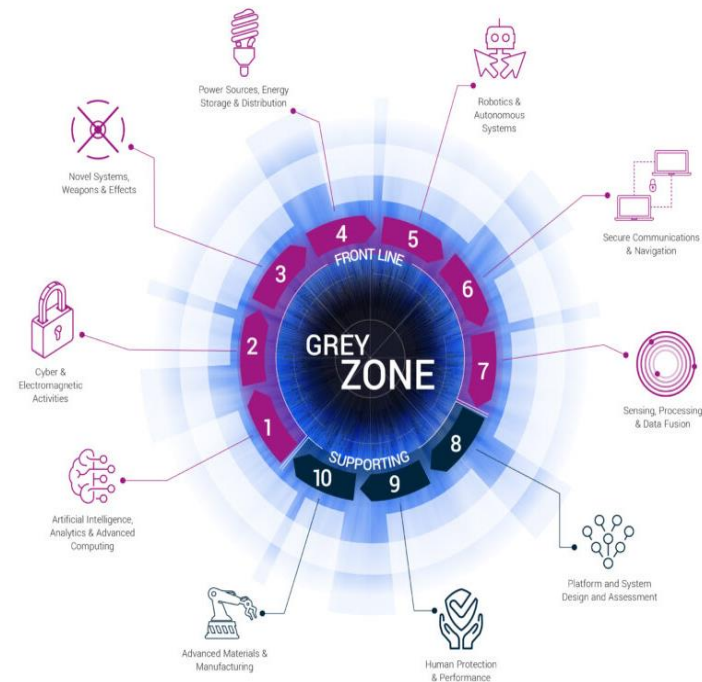 Power Sources, Energy
Storage & Distribution
Robotics &
Autonomous
Systems
Novel Systems,
Weapons & Effects
Secure Communications
& Navigation
Cyber &
Electromagnetic
Activities
Sensing, Processing
& Data Fusion
Artificial Intelligence,
Analytics & Advanced
Computing
Platform and System
Design and Assessment
Advanced Materials &
Manufacturing
Human Protection
& Performance
1
2
3
4
5
6
7
8
9
10
FRONT LINE
GREY
ZONE
SUPPORTING